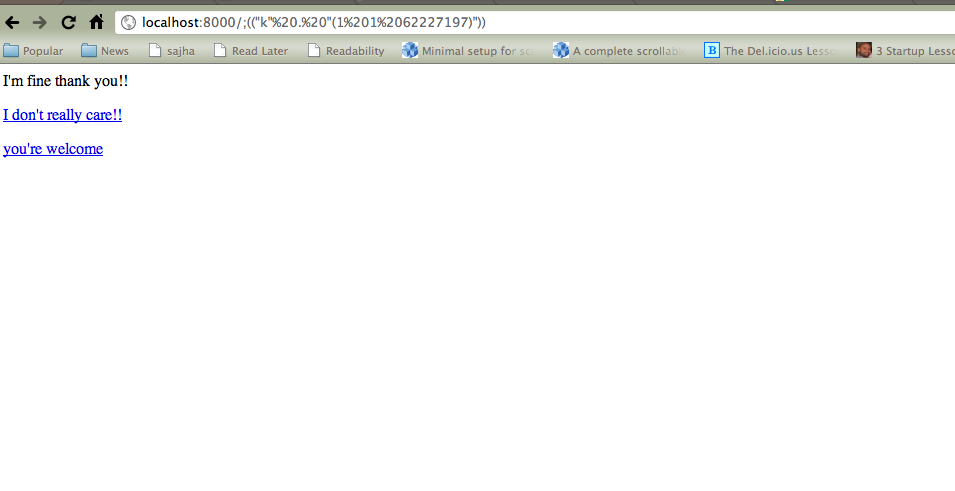 localhost:8000/;(("k"%20.%20"(1%201%2062227197)"))
Popular News sajha Read Later Readability Minimal setup for sc A complete scrollable The Del.icio.us Lesso 3 Startup Lesso
I'm fine thank you!!
I don't really care!!
you're welcome